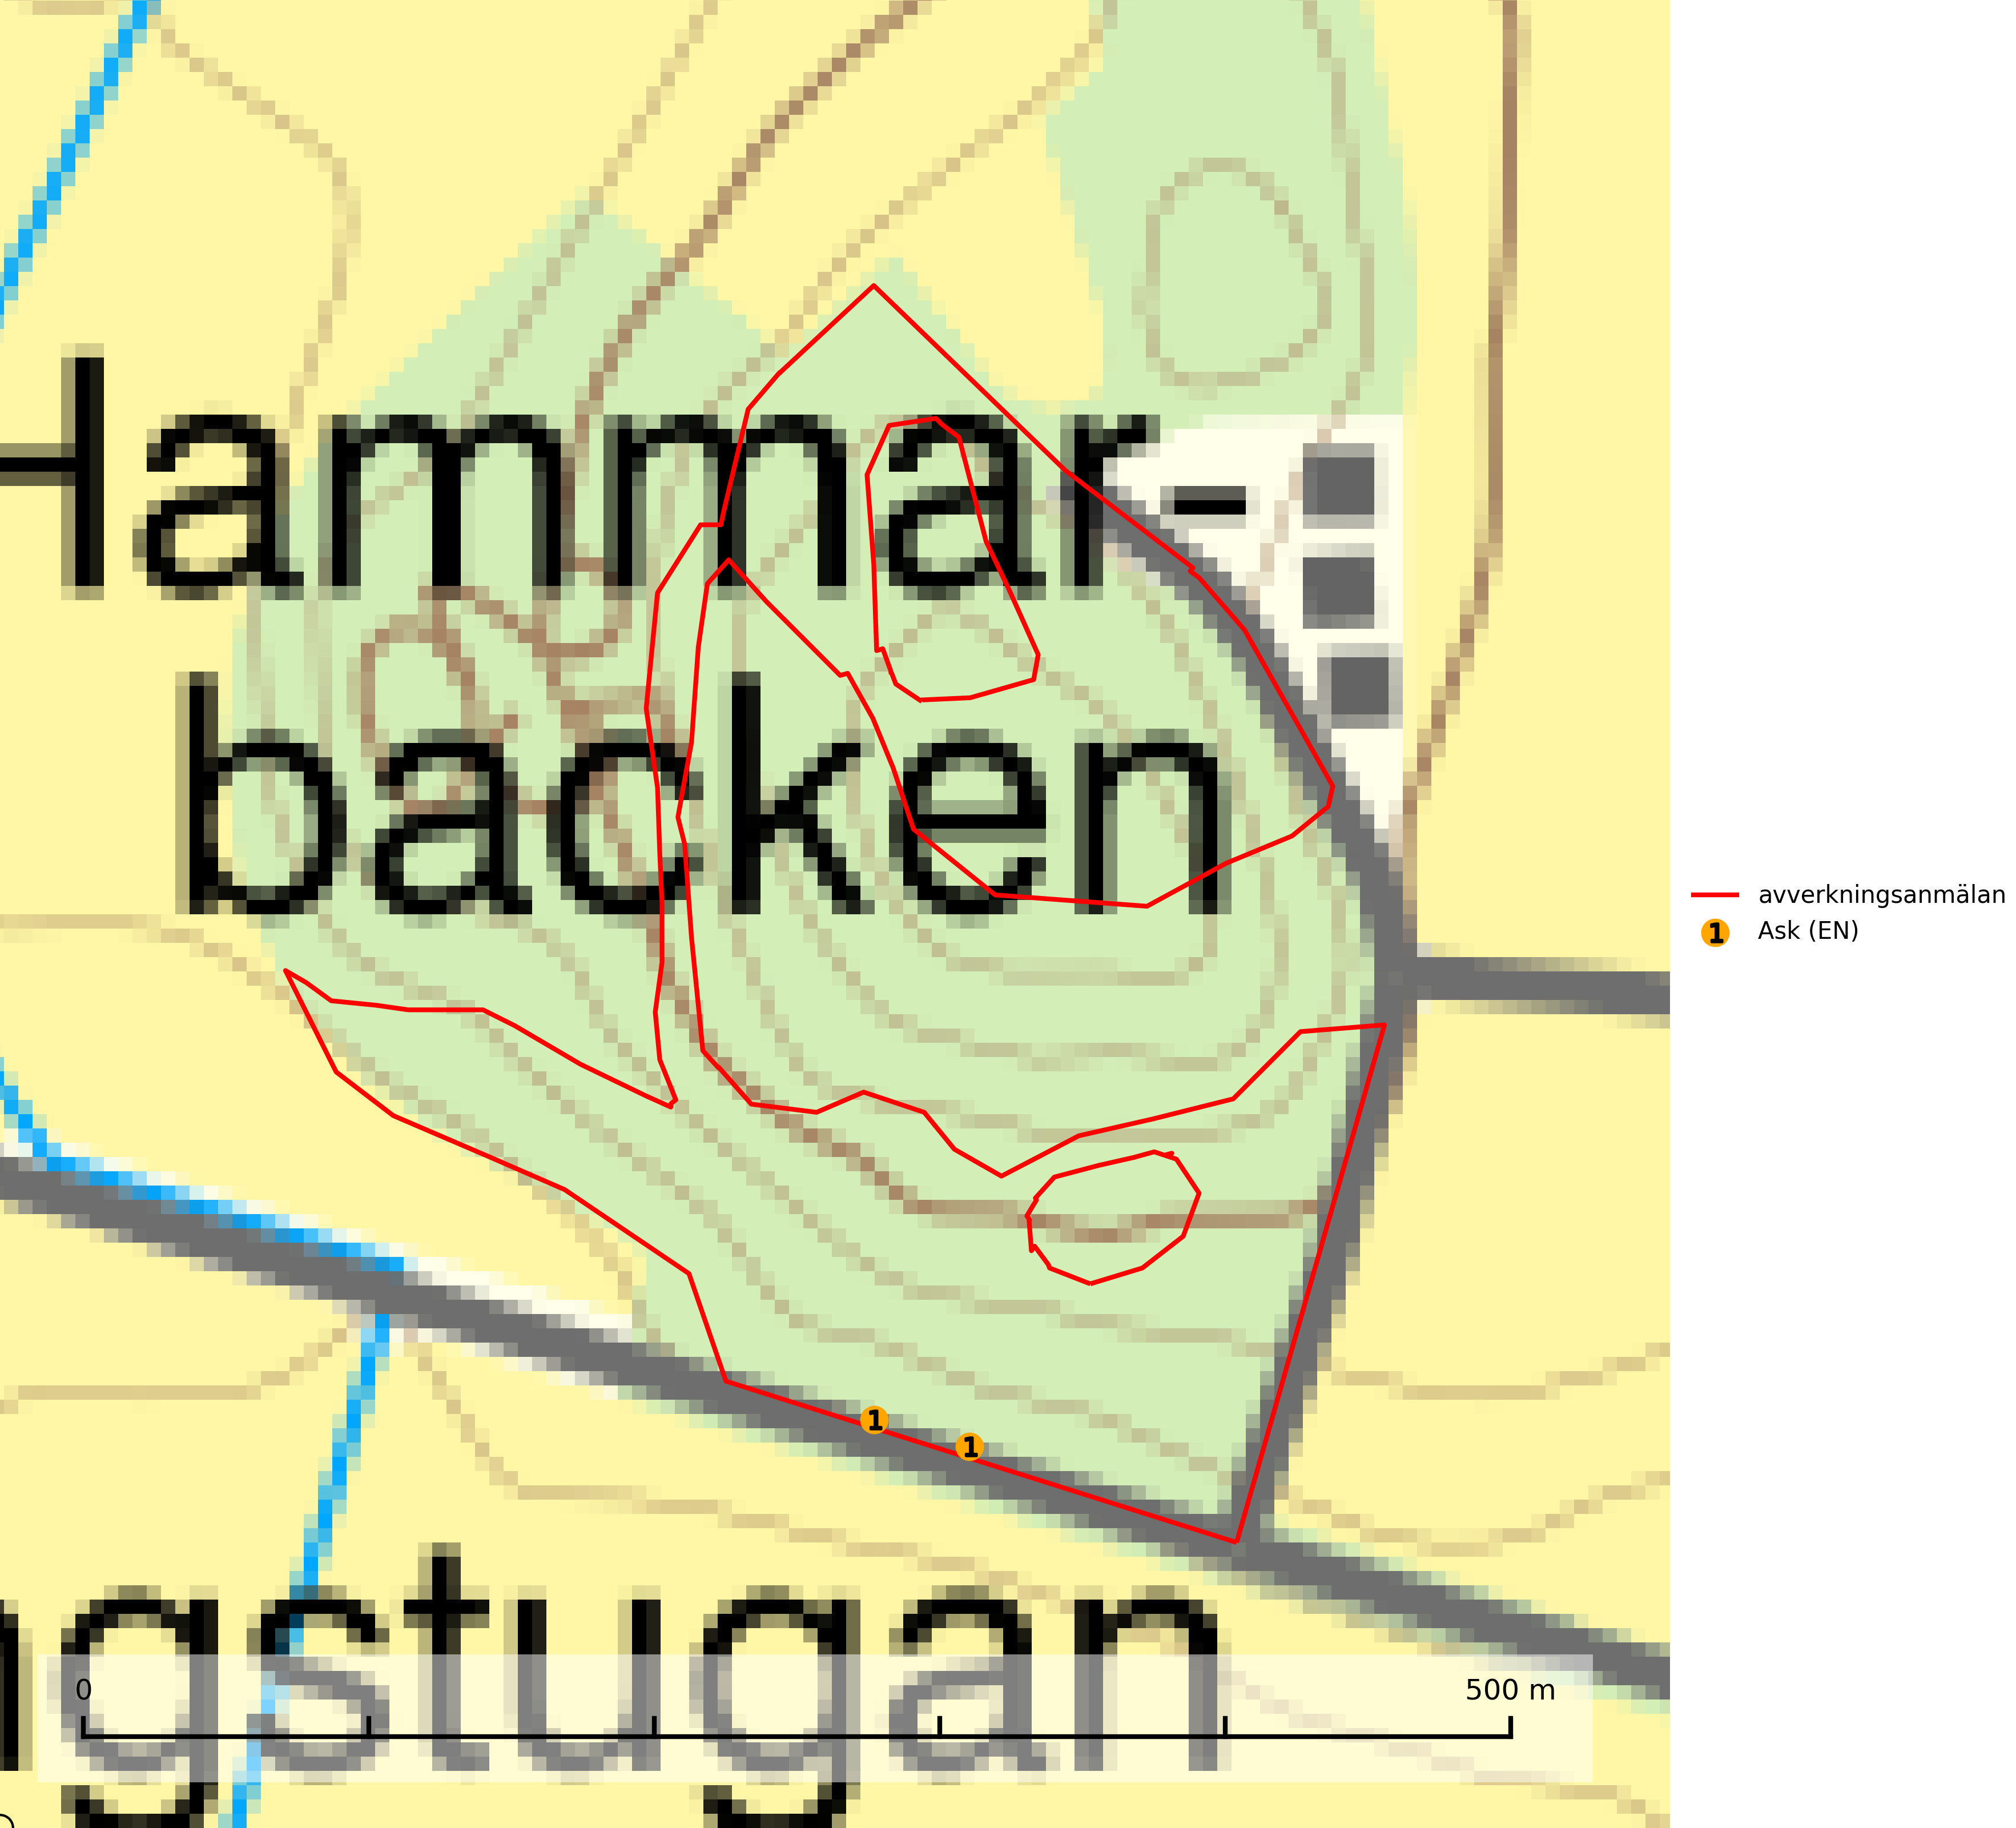 Hammar-
backen
gstugan
0
500 m
avverkningsanmälan
1 Ask (EN)
1
1